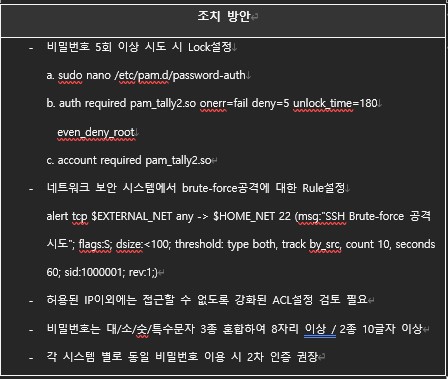 조치 방안
- 비밀번호 5회 이상 시도 시 Lock설정
a. sudo nano /etc/pam.d/password-auth
b. auth required pam_tally2.so onerr=fail deny=5 unlock_time=180
even_deny_root
c. account required pam_tally2.so
- 네트워크 보안 시스템에서 brute-force공격에 대한 Rule설정
alert tcp $EXTERNAL_NET any -> $HOME_NET 22 (msg:"SSH Brute-force 공격
시도"; flags:S; dsize:<100; threshold: type both, track by_src, count 10, seconds
60; sid:1000001; rev:1;)
- 허용된 IP이외에는 접근할 수 없도록 강화된 ACL설정 검토 필요
- 비밀번호는 대/소/숫/특수문자 3종 혼합하여 8자리 이상 / 2종 10글자 이상
- 각 시스템 별로 동일 비밀번호 이용 시 2차 인증 권장